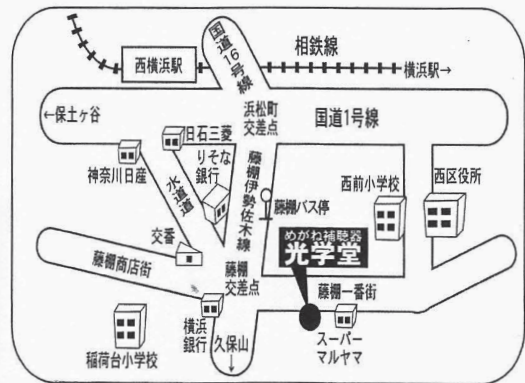 相鉄線
西横浜駅
横浜駅→
国道16号線
←保土ヶ谷
浜松町
交差点
国道1号線
日石三菱
神奈川日産
りそな
銀行
水道道
藤棚伊勢佐木線
藤棚バス停
西前小学校
西区役所
めがね補聴器
光学堂
交番
藤棚商店街
藤棚
交差点
藤棚一番街
横浜
銀行
久保山
↓
スーパー
マルヤマ
稲荷台小学校